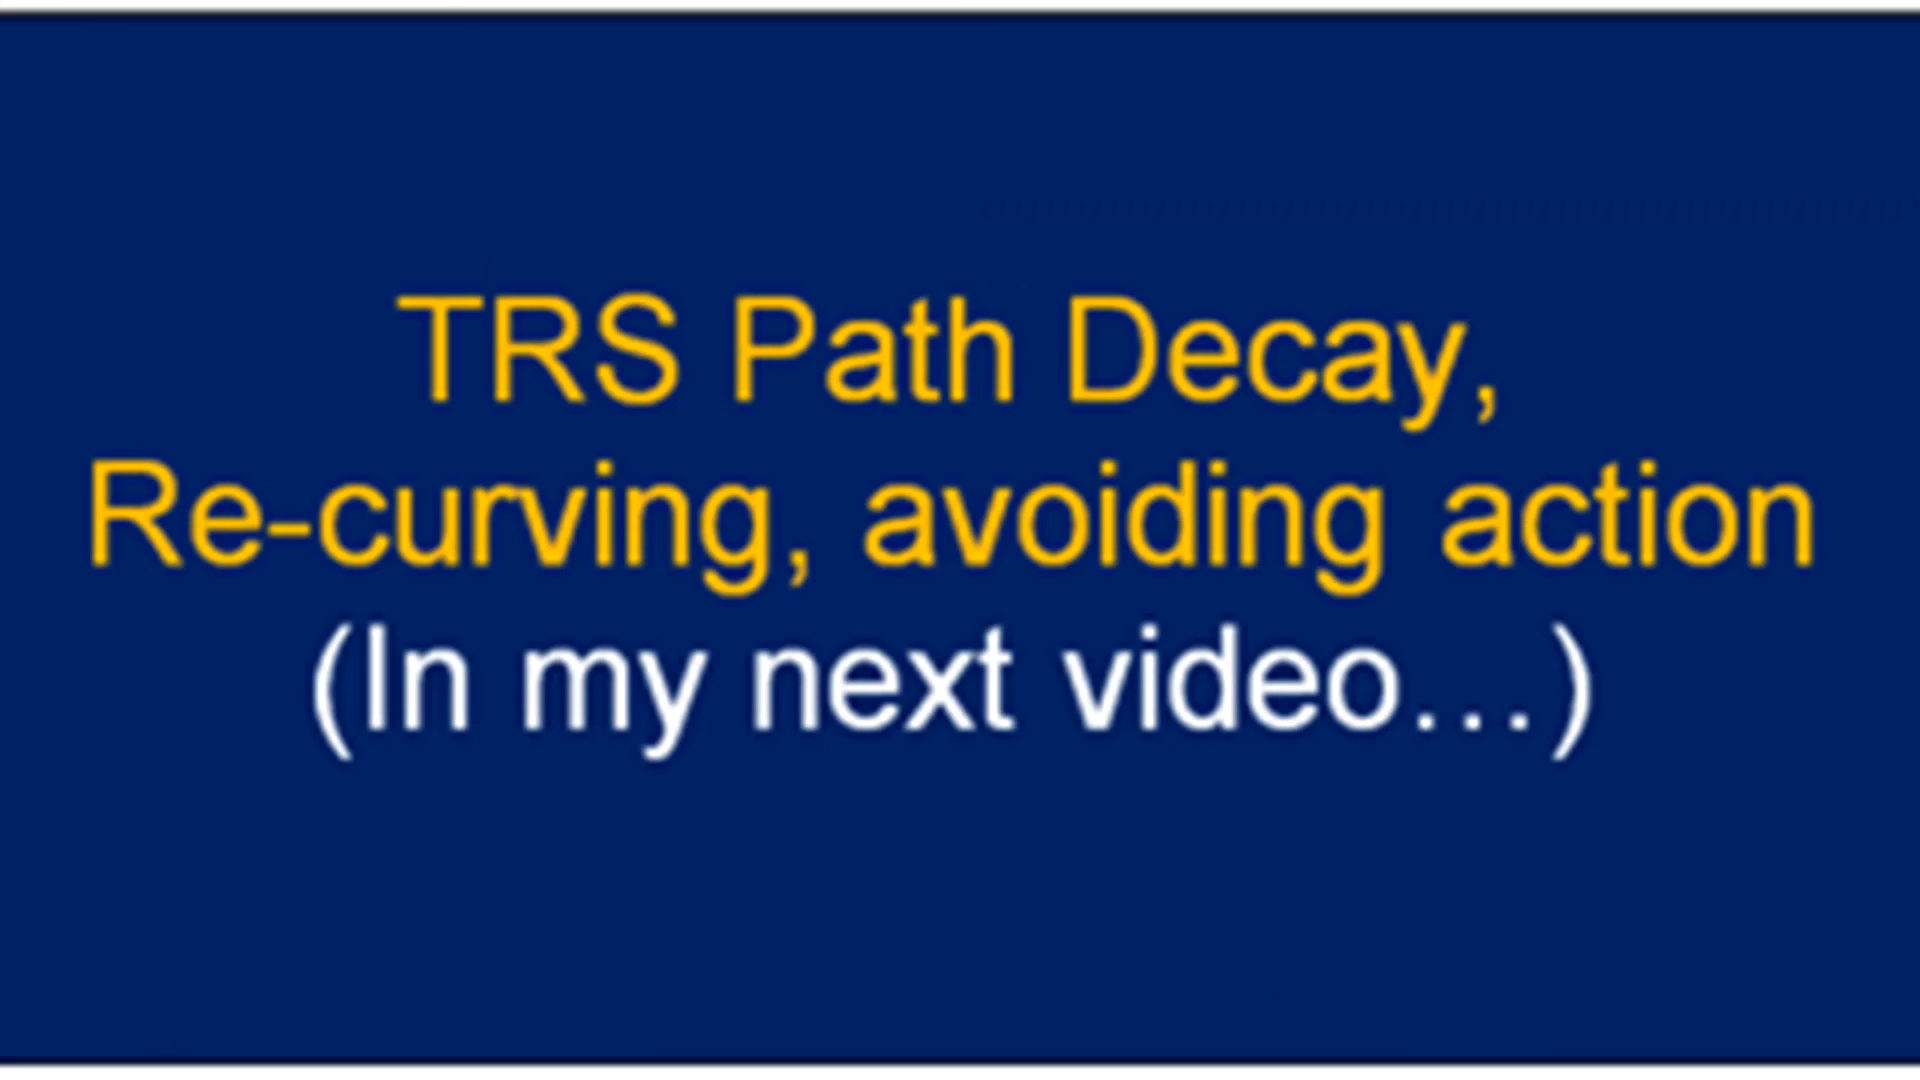 TRS Path Decay,
Re-curving, avoiding action
(In my next video…)